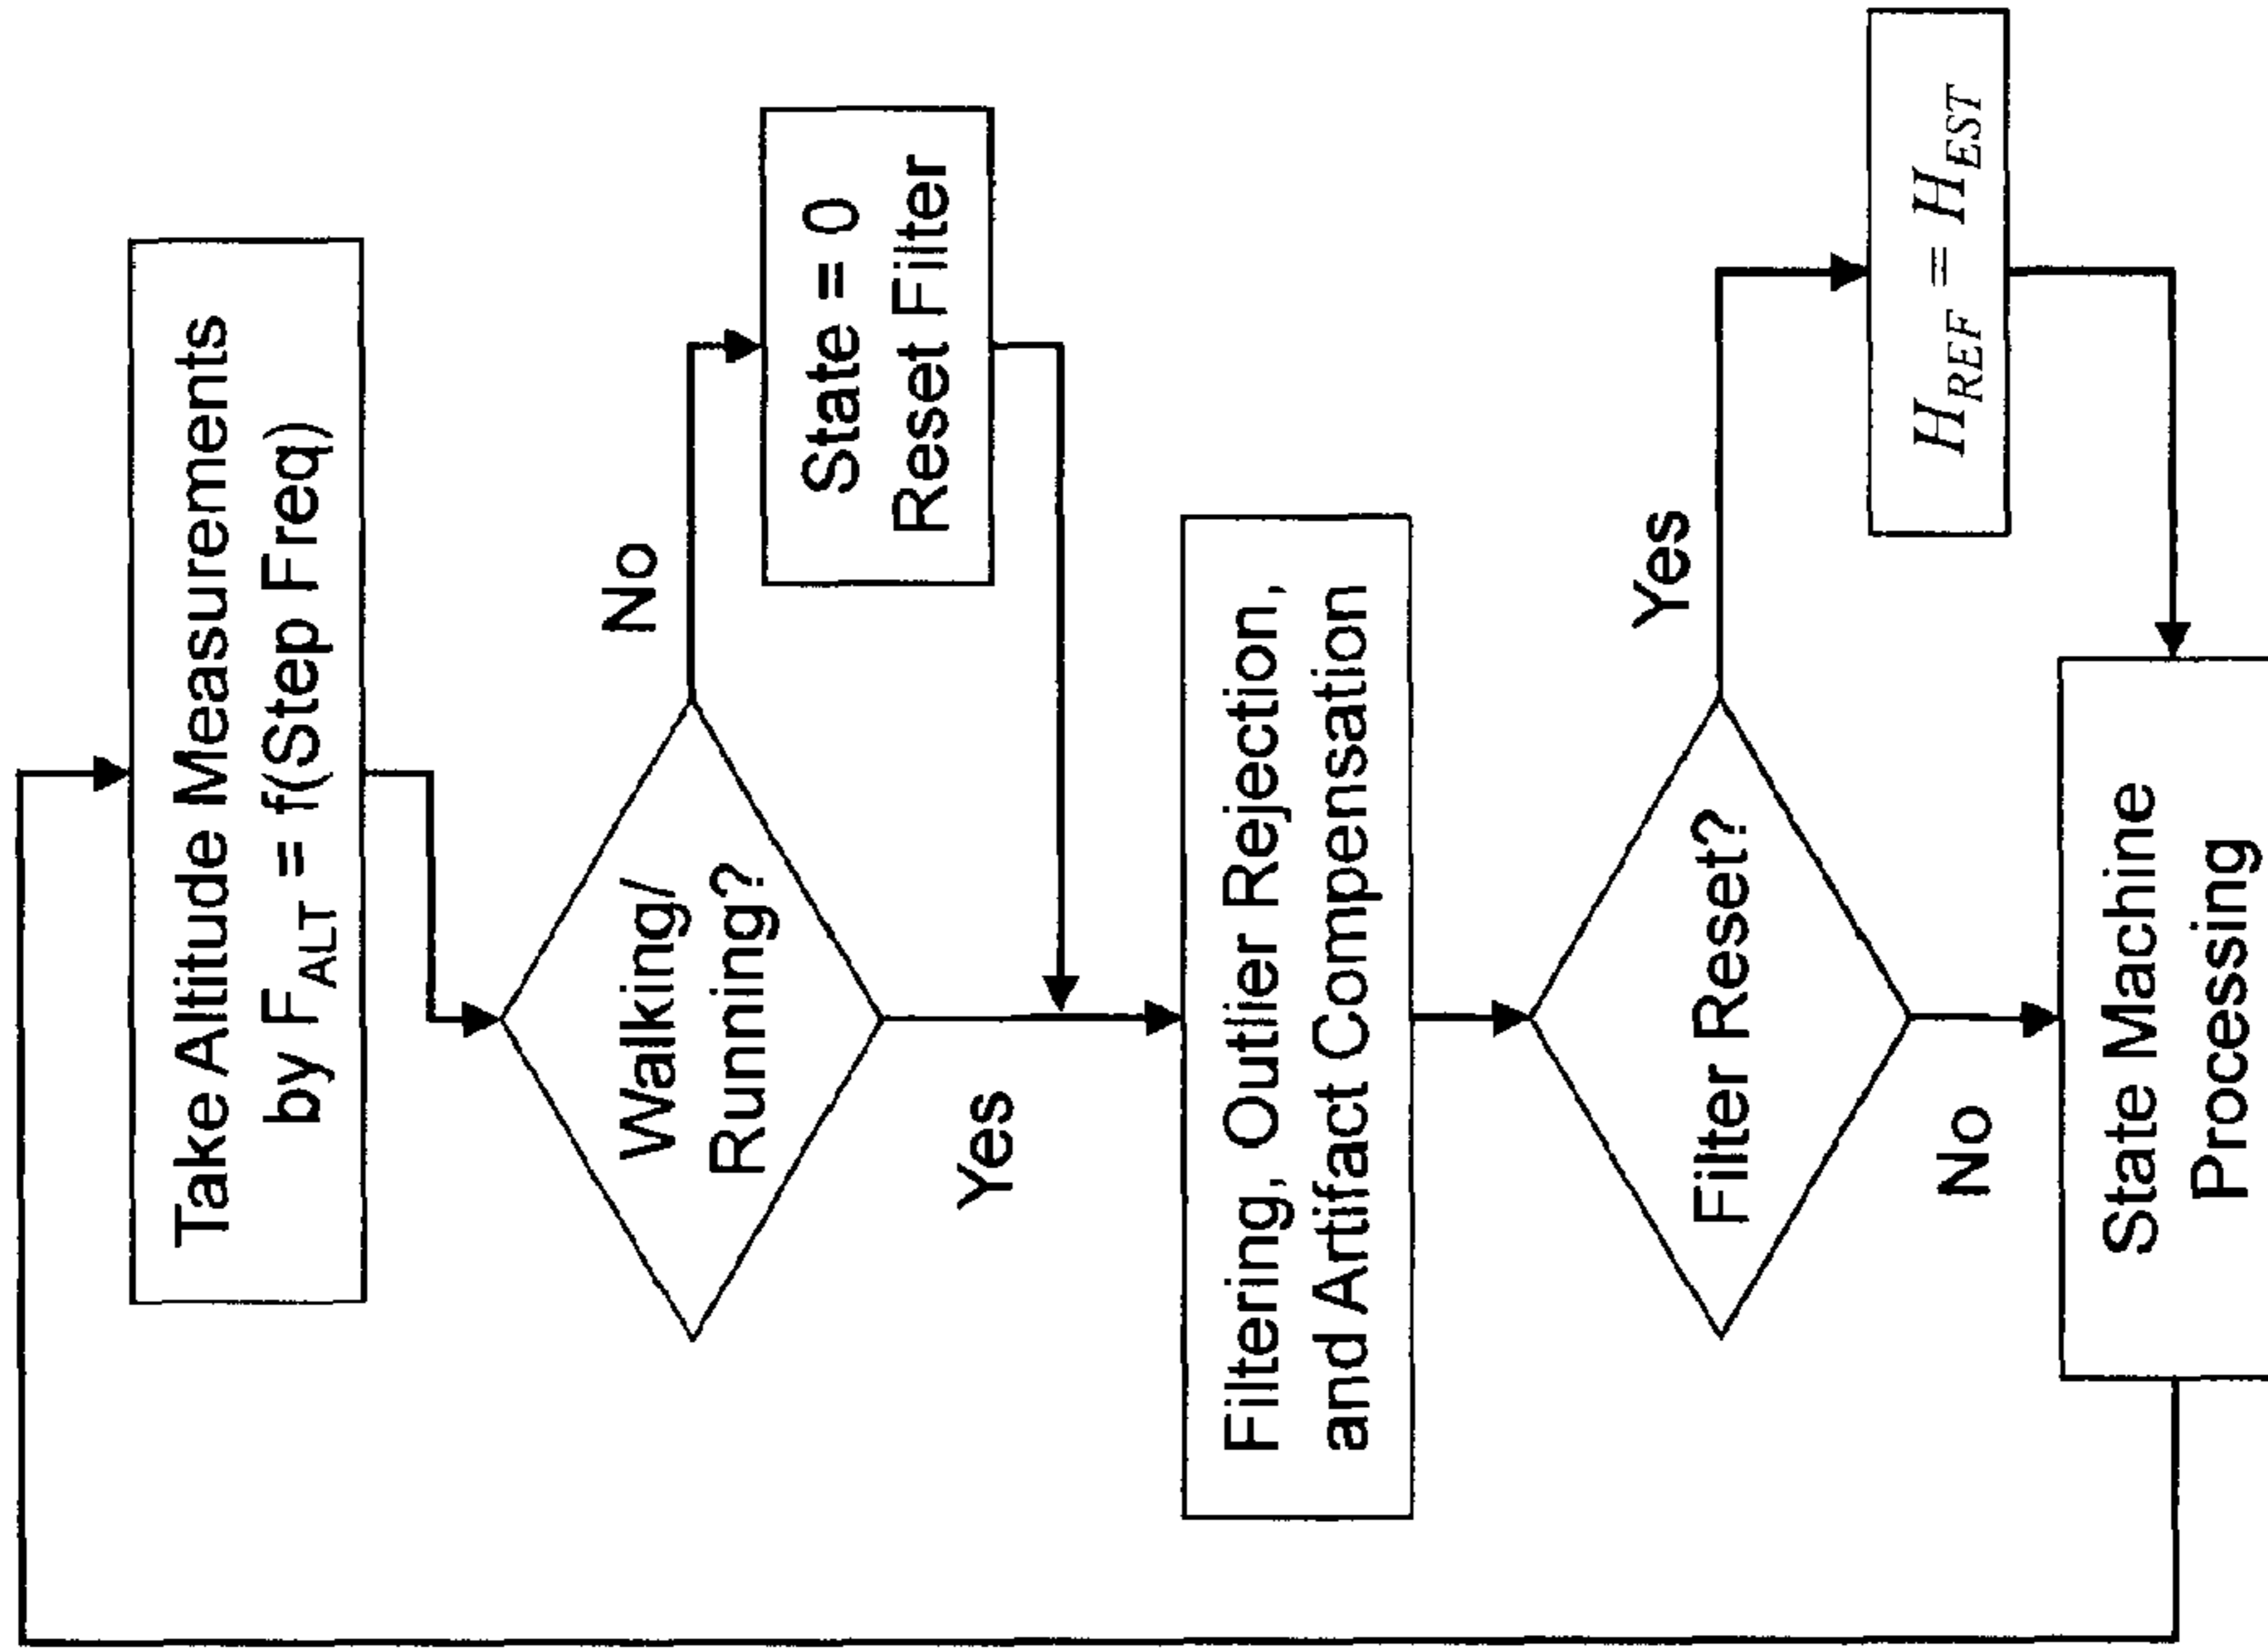 Take Altitude Measurements
by F_ALT = f(Step Freq)
Walking/
Running?
No
State = 0
Reset Filter
Yes
Filtering, Outlier Rejection,
and Artifact Compensation
Filter Reset?
Yes
H_REF = H_EST
No
State Machine
Processing